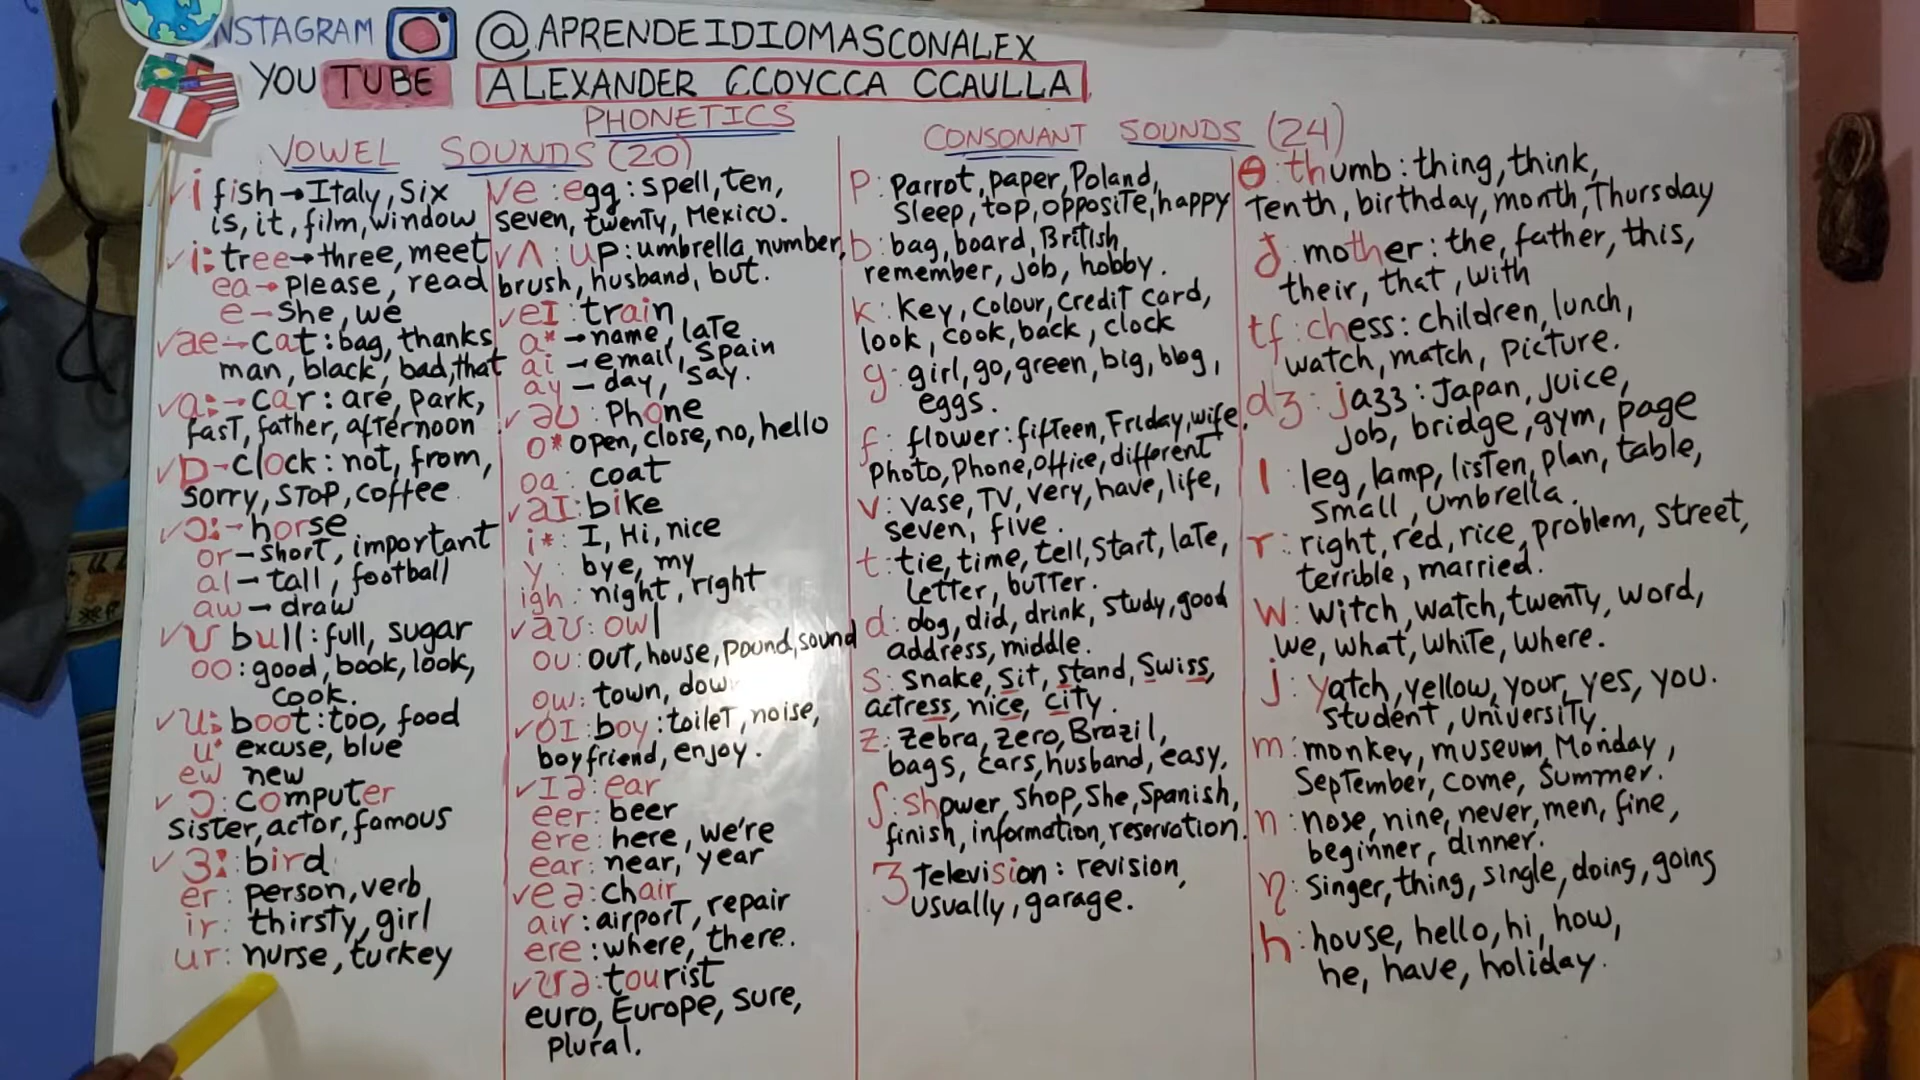 INSTAGRAM @APRENDEIDIOMASCONALEX
YOU TUBE ALEXANDER CCOYCCA CCAULLA
PHONETICS
VOWEL SOUNDS (20)
i fish→Italy, Six
is, it, film, window
i: tree→three, meet
ea→please, read
e→She, we
ae→cat: bag, thanks
man, black, bad, that
a:→car: are, park,
fast, father, afternoon
ɒ-clock: not, from,
sorry, stop, coffee
ɔ:→horse
or→short, important
al→tall, football
aw→draw
ʊ bull: full, sugar
oo: good, book, look,
cook.
u: boot: too, food
u* excuse, blue
ew new
ɔ: computer
sister, actor, famous
3: bird
er: person, verb
ir: thirsty, girl
ur: nurse, turkey
e: egg: spell, ten,
seven, twenty, Mexico.
ʌ: up: umbrella number,
brush, husband, but.
eI: train
a* →name, late
ai →email, Spain
ay – day, say.
əʊ: phone
o* open, close, no, hello
oa: coat
aI: bike
i*: I, Hi, nice
y: bye, my
igh: night, right
aʊ: owl
ou: out, house, pound, sound
ow: town, dow
OI: boy: toilet, noise,
boyfriend, enjoy.
Iə: ear
eer: beer
ere: here, we're
ear: near, year
eə: chair
air: airport, repair
ere: where, there.
ʊə: tourist
euro, Europe, sure,
plural.
CONSONANT SOUNDS (24)
p: parrot, paper, Poland,
Sleep, top, opposite, happy
b: bag, board, British,
remember, job, hobby.
k: key, colour, credit card,
look, cook, back, clock
g: girl, go, green, big, blog,
eggs.
f: flower: fifteen, Friday, wife,
photo, phone, office, different
v: vase, TV, very, have, life,
seven, five.
t: tie, time, tell, start, late,
letter, butter.
d: dog, did, drink, study, good
address, middle.
s: snake, sit, stand, Swiss,
actress, nice, city.
z: zebra, zero, Brazil,
bags, cars, husband, easy,
ʃ: shower, shop, She, Spanish,
finish, information, reservation.
ʒ television: revision,
usually, garage.
θ: thumb: thing, think,
tenth, birthday, month, Thursday
ð: mother: the, father, this,
their, that, with
tʃ: chess: children, lunch,
watch, match, picture.
dʒ: jazz: Japan, juice,
job, bridge, gym, page
l: leg, lamp, listen, plan, table,
small, umbrella.
r: right, red, rice, problem, street,
terrible, married.
w: witch, watch, twenty, word,
we, what, white, where.
j: yatch, yellow, your, yes, you.
student, university.
m: monkey, museum, Monday,
September, come, summer.
n: nose, nine, never, men, fine,
beginner, dinner.
ŋ: singer, thing, single, doing, going
h: house, hello, hi, how,
he, have, holiday.